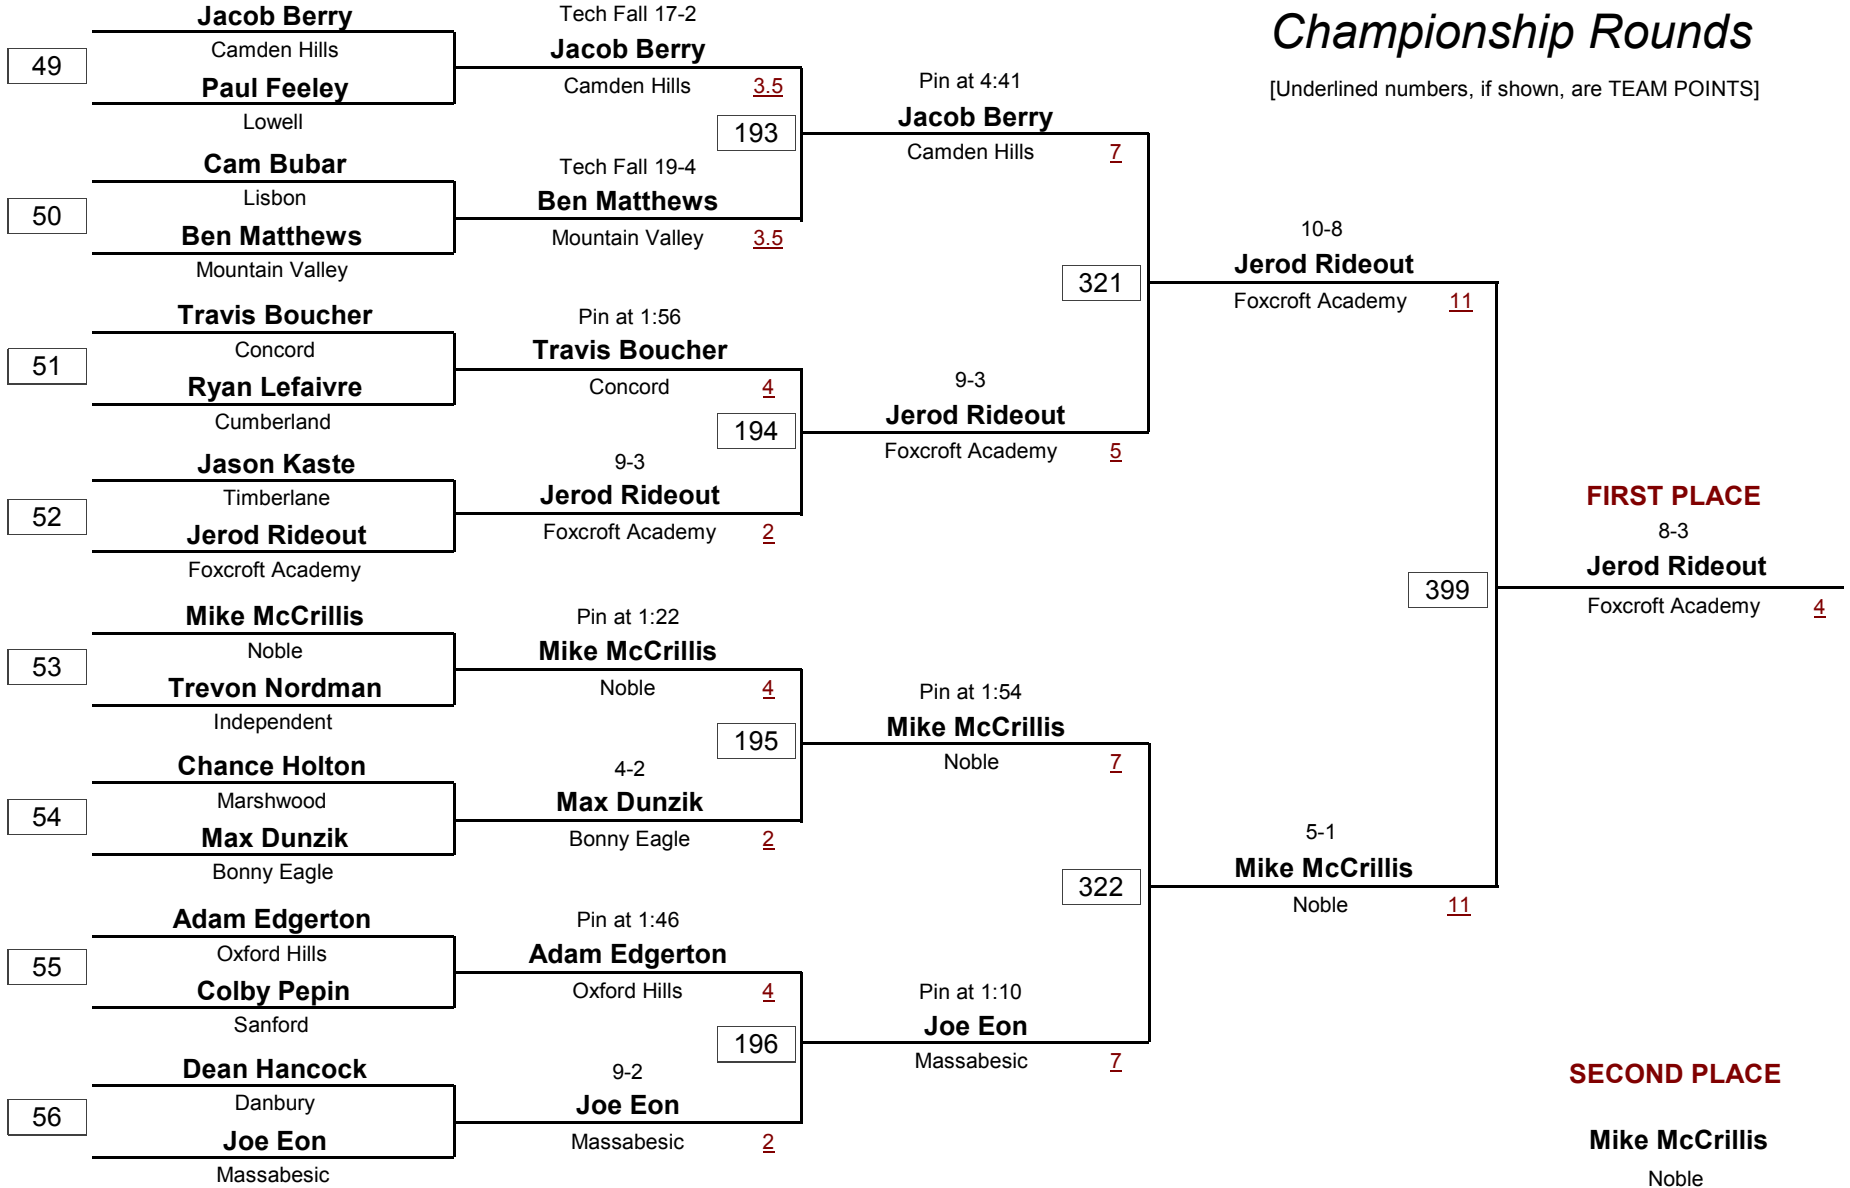 Championship Rounds
[Underlined numbers, if shown, are TEAM POINTS]
Jacob Berry
Camden Hills
49
Paul Feeley
Lowell
Cam Bubar
Lisbon
50
Ben Matthews
Mountain Valley
Travis Boucher
Concord
51
Ryan Lefaivre
Cumberland
Jason Kaste
Timberlane
52
Jerod Rideout
Foxcroft Academy
Mike McCrillis
Noble
53
Trevon Nordman
Independent
Chance Holton
Marshwood
54
Max Dunzik
Bonny Eagle
Adam Edgerton
Oxford Hills
55
Colby Pepin
Sanford
Dean Hancock
Danbury
56
Joe Eon
Massabesic
Tech Fall 17-2
Jacob Berry
Camden Hills 3.5
193
Tech Fall 19-4
Ben Matthews
Mountain Valley 3.5
Pin at 1:56
Travis Boucher
Concord 4
194
9-3
Jerod Rideout
Foxcroft Academy 2
Pin at 1:22
Mike McCrillis
Noble 4
195
4-2
Max Dunzik
Bonny Eagle 2
Pin at 1:46
Adam Edgerton
Oxford Hills 4
196
9-2
Joe Eon
Massabesic 2
Pin at 4:41
Jacob Berry
Camden Hills 7
321
9-3
Jerod Rideout
Foxcroft Academy 5
Pin at 1:54
Mike McCrillis
Noble 7
322
Pin at 1:10
Joe Eon
Massabesic 7
10-8
Jerod Rideout
Foxcroft Academy 11
399
5-1
Mike McCrillis
Noble 11
FIRST PLACE
8-3
Jerod Rideout
Foxcroft Academy 4
SECOND PLACE
Mike McCrillis
Noble